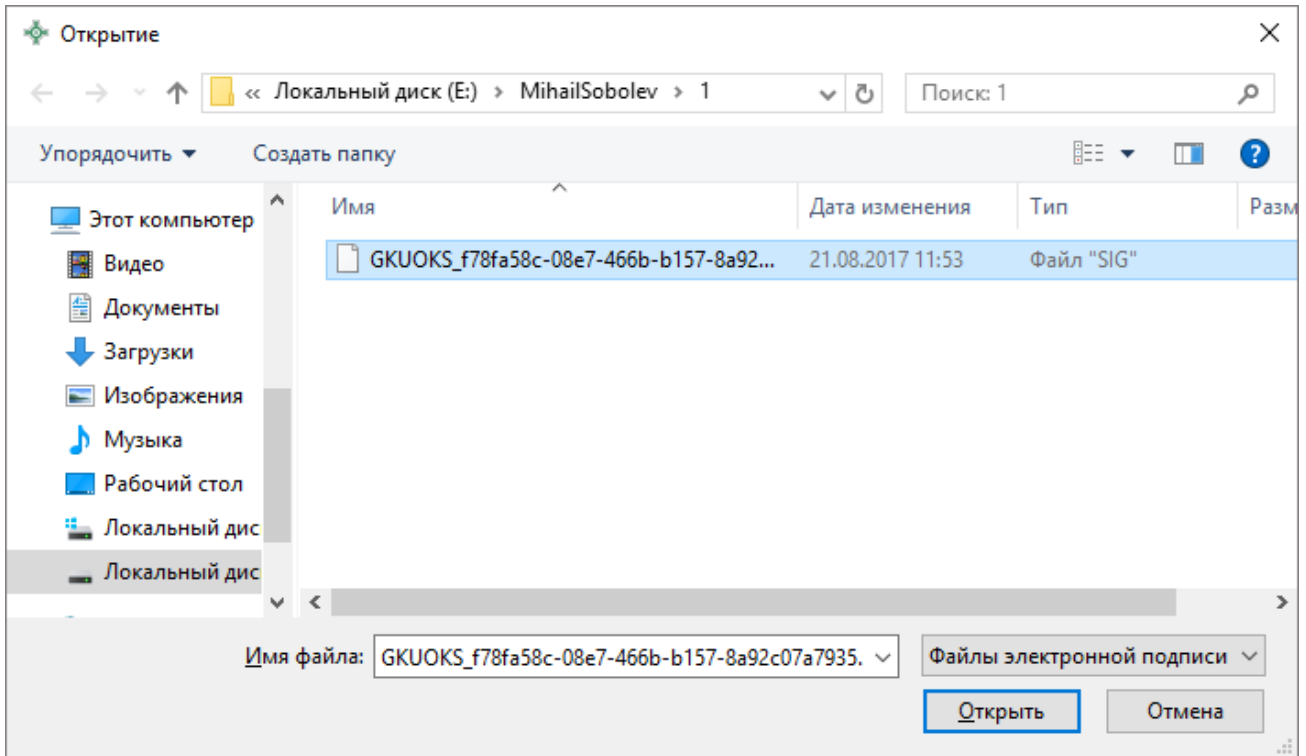 Открытие
« Локальный диск (E:) › MihailSobolev › 1
Поиск: 1
Упорядочить
Создать папку
Имя
Дата изменения
Тип
Разм
Этот компьютер
Видео
Документы
Загрузки
Изображения
Музыка
Рабочий стол
Локальный дис
Локальный дис
GKUOKS_f78fa58c-08e7-466b-b157-8a92...
21.08.2017 11:53
Файл "SIG"
Имя файла:
GKUOKS_f78fa58c-08e7-466b-b157-8a92c07a7935.
Файлы электронной подписи
Открыть
Отмена